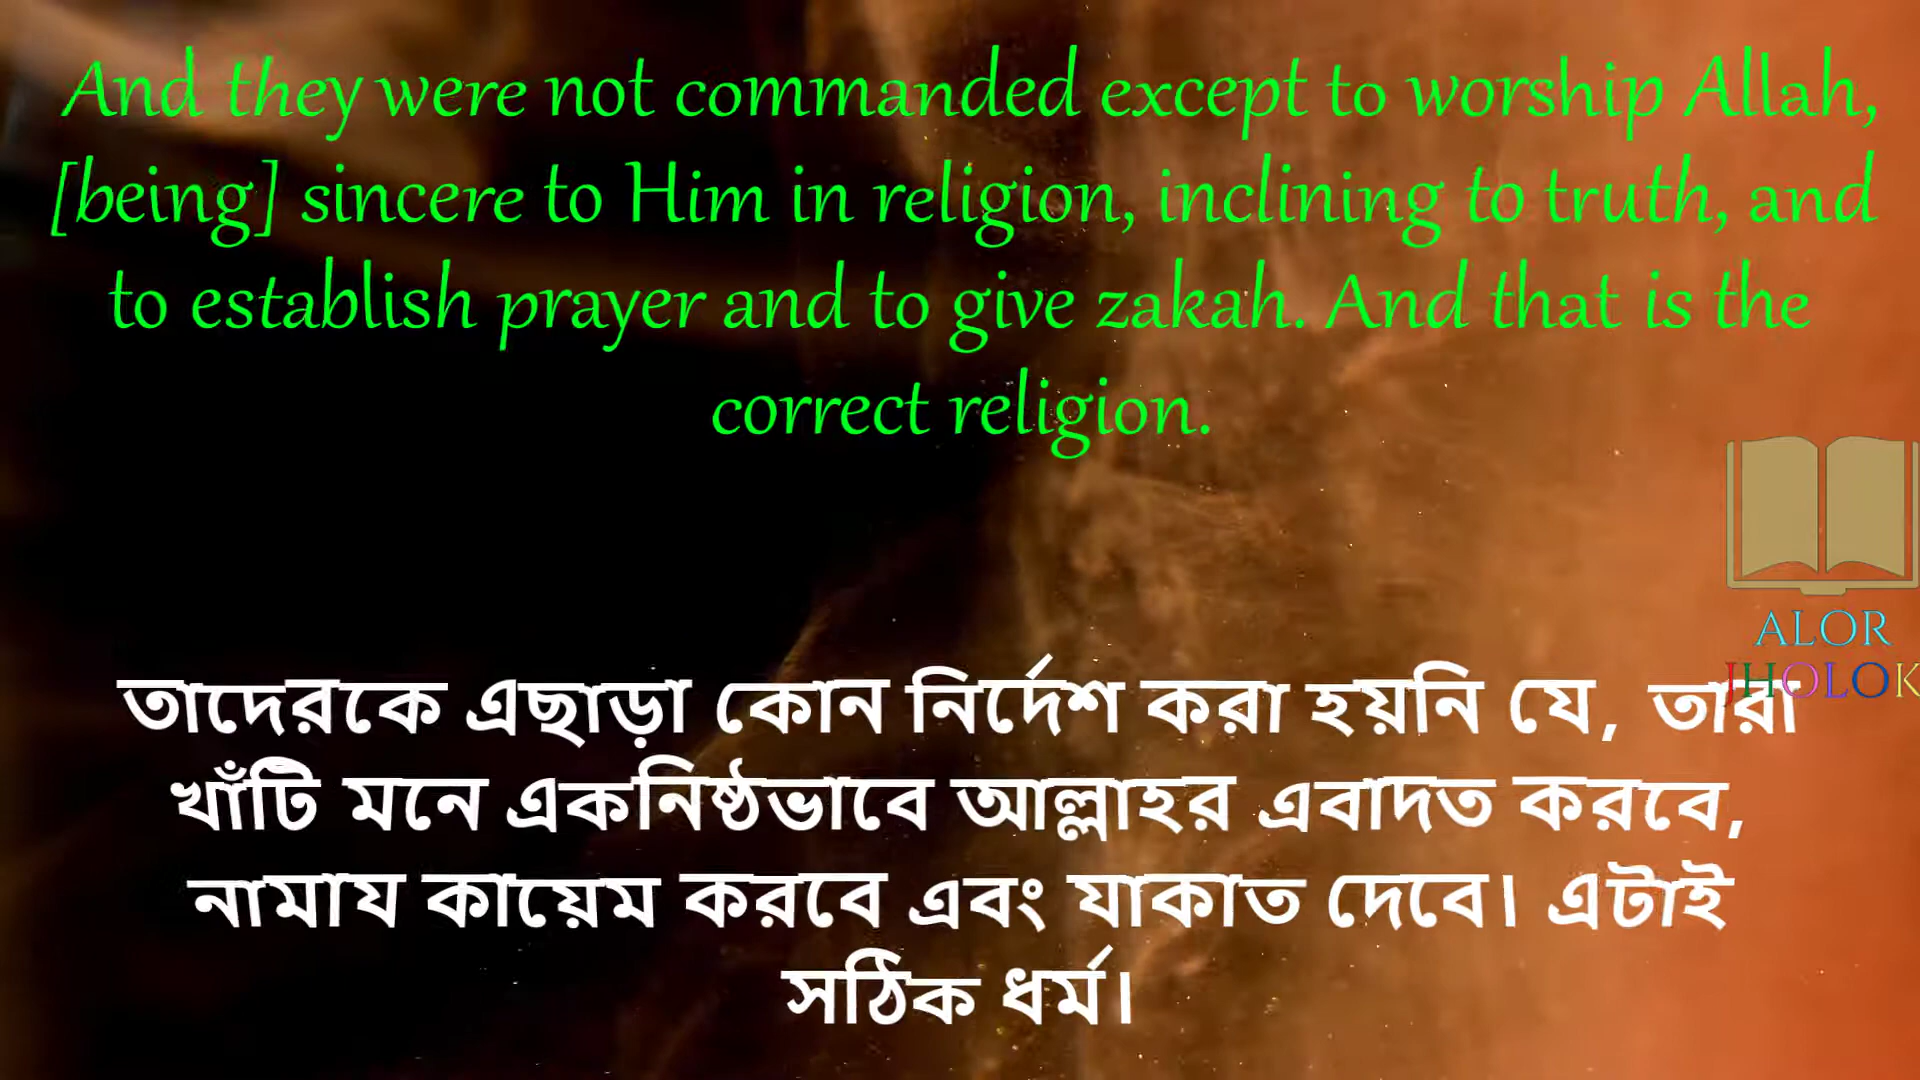 And they were not commanded except to worship Allah,
[being] sincere to Him in religion, inclining to truth, and
to establish prayer and to give zakah. And that is the
correct religion.
ALOR
JHOLOK
তাদেরকে এছাড়া কোন নির্দেশ করা হয়নি যে, তারা
খাঁটি মনে একনিষ্ঠভাবে আল্লাহর এবাদত করবে,
নামায কায়েম করবে এবং যাকাত দেবে। এটাই
সঠিক ধর্ম।